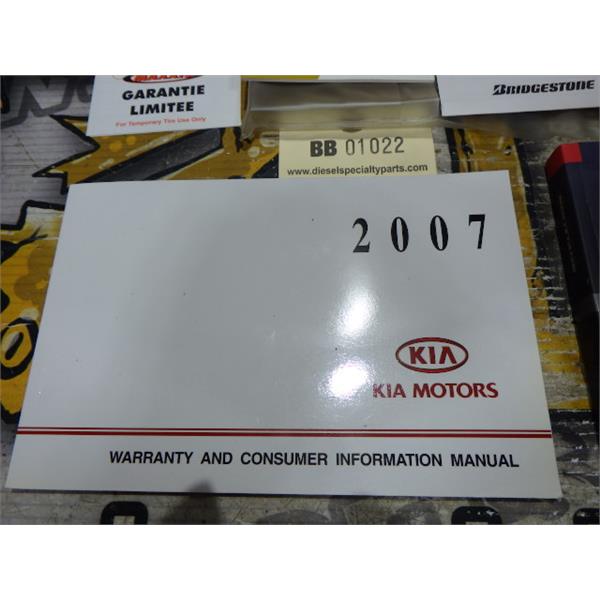 GARANTIE
LIMITEE
For Temporary Tire Use Only
BRIDGESTONE
BB 01022
www.dieselspecialtyparts.com
2007
KIA
KIA MOTORS
WARRANTY AND CONSUMER INFORMATION MANUAL